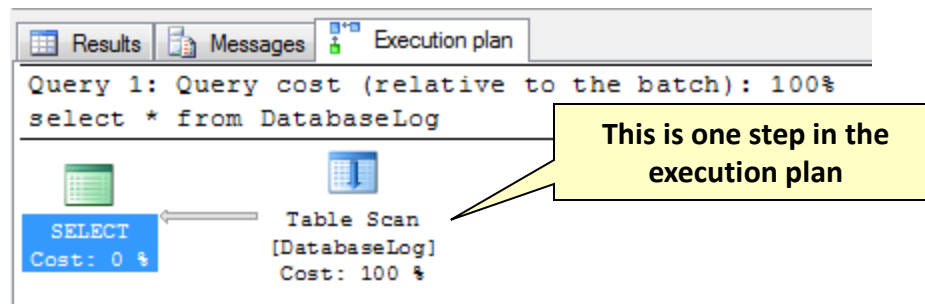 Results Messages Execution plan
Query 1: Query cost (relative to the batch): 100%
select * from DatabaseLog
This is one step in the
execution plan
SELECT
Cost: 0 %
Table Scan
[DatabaseLog]
Cost: 100 %